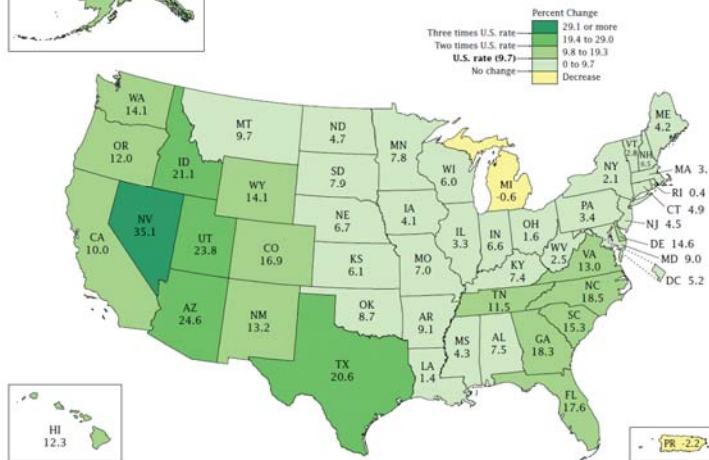 Percent Change
Three times U.S. rate 29.1 or more
Two times U.S. rate 19.4 to 29.0
U.S. rate (9.7) 9.8 to 19.3
No change 0 to 9.7
Decrease
WA
14.1
OR
12.0
CA
10.0
NV
35.1
ID
21.1
MT
9.7
WY
14.1
UT
23.8
CO
16.9
AZ
24.6
NM
13.2
ND
4.7
SD
7.9
NE
6.7
KS
6.1
OK
8.7
TX
20.6
MN
7.8
IA
4.1
MO
7.0
AR
9.1
LA
1.4
WI
6.0
IL
3.3
MI
-0.6
IN
6.6
OH
1.6
KY
7.4
TN
11.5
MS
4.3
AL
7.5
GA
18.3
FL
17.6
SC
15.3
NC
18.5
VA
13.0
WV
2.5
PA
3.4
NY
2.1
VT
2.8
NH
6.5
ME
4.2
MA 3.
RI 0.4
CT 4.9
NJ 4.5
DE 14.6
MD 9.0
DC 5.2
HI
12.3
PR -2.2